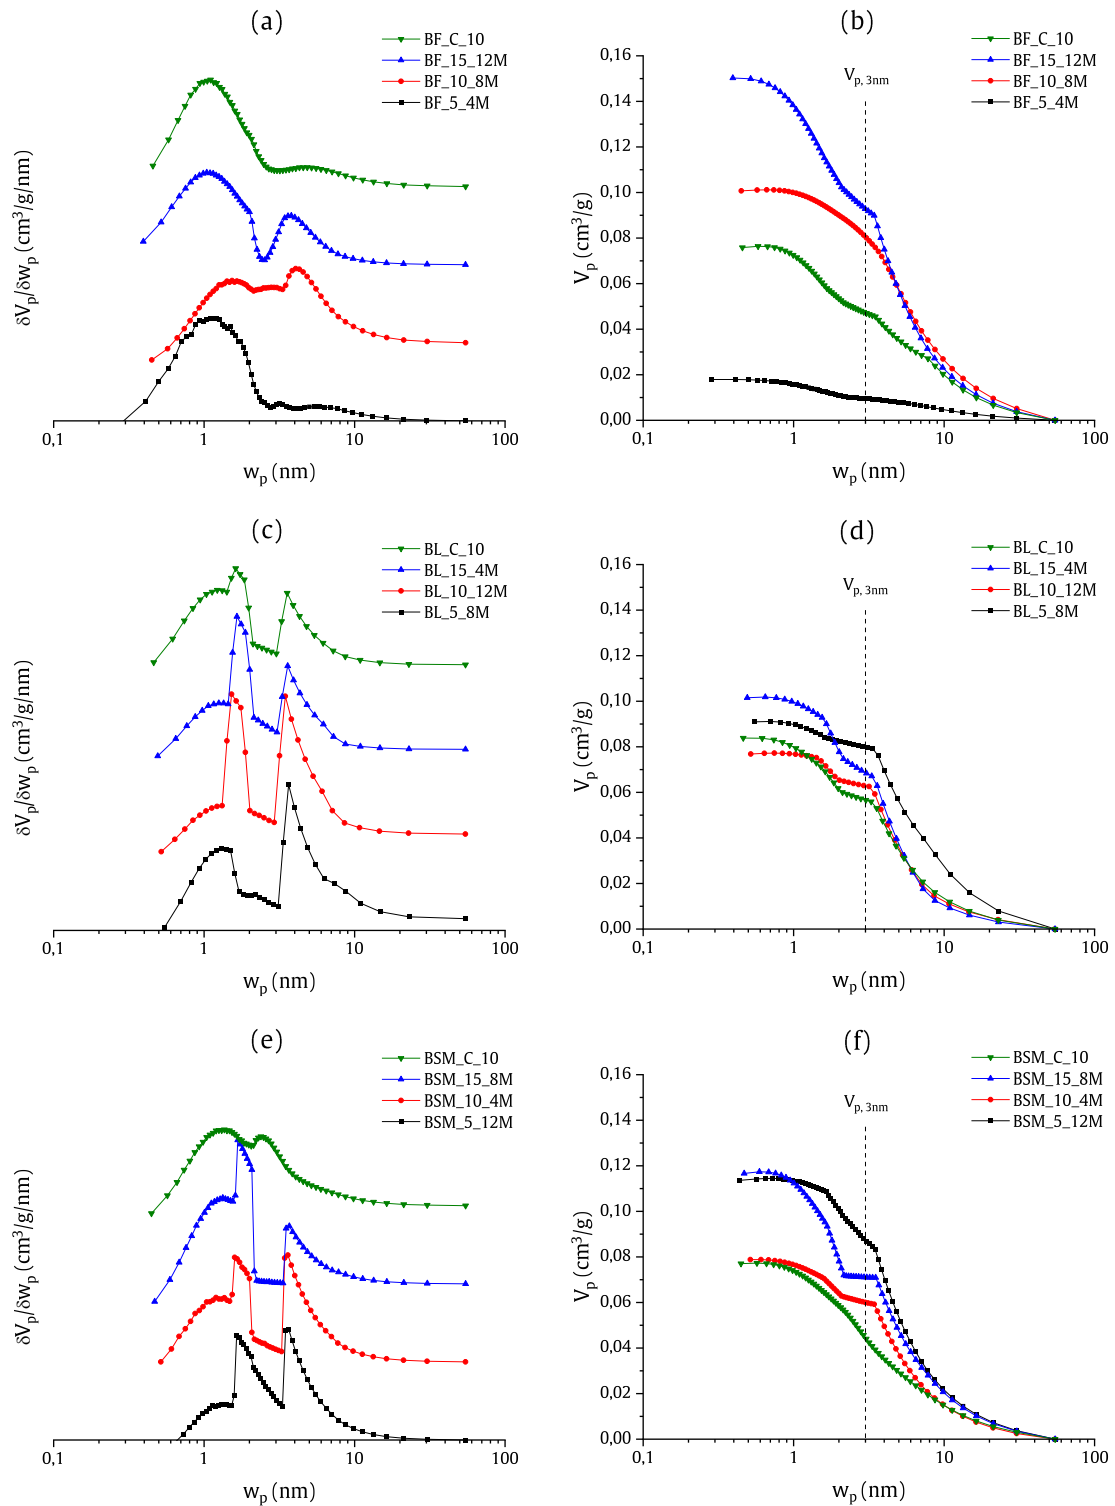 (a)
BF_C_10
BF_15_12M
BF_10_8M
BF_5_4M
δVp/δwp (cm³/g/nm)
0,1
1
10
100
wp (nm)
(b)
BF_C_10
BF_15_12M
BF_10_8M
BF_5_4M
Vp, 3nm
Vp (cm³/g)
0,16
0,14
0,12
0,10
0,08
0,06
0,04
0,02
0,00
0,1
1
10
100
wp (nm)
(c)
BL_C_10
BL_15_4M
BL_10_12M
BL_5_8M
δVp/δwp (cm³/g/nm)
0,1
1
10
100
wp (nm)
(d)
BL_C_10
BL_15_4M
BL_10_12M
BL_5_8M
Vp, 3nm
Vp (cm³/g)
0,16
0,14
0,12
0,10
0,08
0,06
0,04
0,02
0,00
0,1
1
10
100
wp (nm)
(e)
BSM_C_10
BSM_15_8M
BSM_10_4M
BSM_5_12M
δVp/δwp (cm³/g/nm)
0,1
1
10
100
wp (nm)
(f)
BSM_C_10
BSM_15_8M
BSM_10_4M
BSM_5_12M
Vp, 3nm
Vp (cm³/g)
0,16
0,14
0,12
0,10
0,08
0,06
0,04
0,02
0,00
0,1
1
10
100
wp (nm)